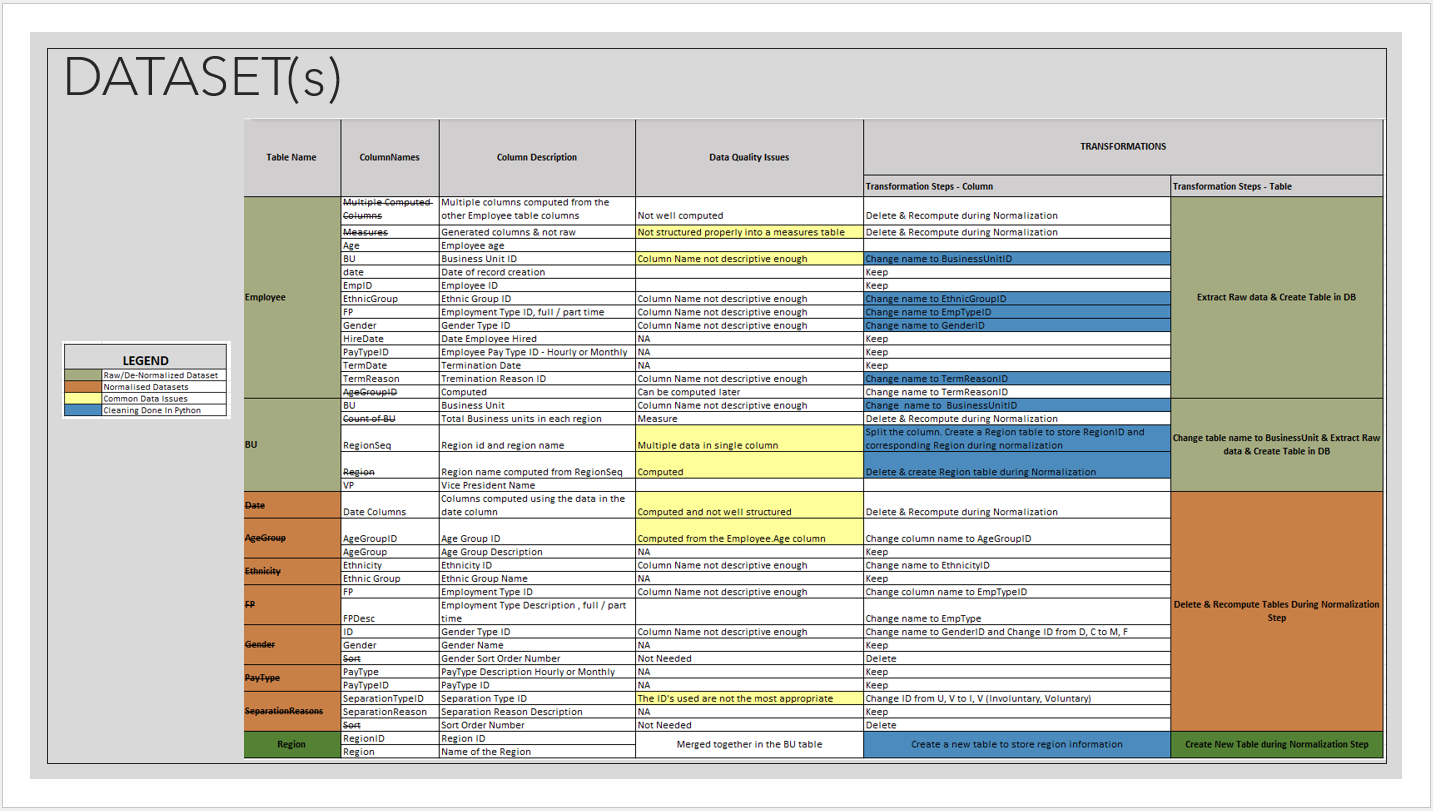 DATASET(s)
Table Name
ColumnNames
Column Description
Data Quality Issues
TRANSFORMATIONS
Transformation Steps - Column
Transformation Steps - Table
Employee
Multiple Computed
Columns
Multiple columns computed from the
other Employee table columns
Not well computed
Delete & Recompute during Normalization
Measures
Generated columns & not raw
Not structured properly into a measures table
Delete & Recompute during Normalization
Age
Employee age
BU
Business Unit ID
Column Name not descriptive enough
Change name to BusinessUnitID
date
Date of record creation
Keep
EmpID
Employee ID
Keep
EthnicGroup
Ethnic Group ID
Column Name not descriptive enough
Change name to EthnicGroupID
FP
Employment Type ID, full / part time
Column Name not descriptive enough
Change name to EmpTypeID
Gender
Gender Type ID
Column Name not descriptive enough
Change name to GenderID
HireDate
Date Employee Hired
NA
Keep
PayTypeID
Employee Pay Type ID - Hourly or Monthly
NA
Keep
TermDate
Termination Date
NA
Keep
TermReason
Tremination Reason ID
Column Name not descriptive enough
Change name to TermReasonID
AgeGroupID
Computed
Can be computed later
Change name to TermReasonID
Extract Raw data & Create Table in DB
BU
BU
Business Unit
Column Name not descriptive enough
Change name to BusinessUnitID
Count of BU
Total Business units in each region
Measure
Delete & Recompute during Normalization
RegionSeq
Region id and region name
Multiple data in single column
Split the column. Create a Region table to store RegionID and
corresponding Region during normalization
Region
Region name computed from RegionSeq
Computed
Delete & create Region table during Normalization
VP
Vice President Name
Change table name to BusinessUnit & Extract Raw
data & Create Table in DB
Date
Date Columns
Columns computed using the data in the
date column
Computed and not well structured
Delete & Recompute during Normalization
AgeGroup
AgeGroupID
Age Group ID
Computed from the Employee.Age column
Change column name to AgeGroupID
AgeGroup
Age Group Description
NA
Keep
Ethnicity
Ethnicity
Ethnicity ID
Column Name not descriptive enough
Change name to EthnicityID
Ethnic Group
Ethnic Group Name
NA
Keep
FP
FP
Employment Type ID
Column Name not descriptive enough
Change column name to EmpTypeID
FPDesc
Employment Type Description , full / part
time
Change name to EmpType
Gender
ID
Gender Type ID
Column Name not descriptive enough
Change name to GenderID and Change ID from D, C to M, F
Gender
Gender Name
NA
Keep
Sort
Gender Sort Order Number
Not Needed
Delete
PayType
PayType
PayType Description Hourly or Monthly
NA
Keep
PayTypeID
PayType ID
NA
Keep
SeparationReasons
SeparationTypeID
Separation Type ID
The ID's used are not the most appropriate
Change ID from U, V to I, V (Involuntary, Voluntary)
SeparationReason
Separation Reason Description
NA
Keep
Sort
Sort Order Number
Not Needed
Delete
Delete & Recompute Tables During Normalization
Step
Region
RegionID
Region ID
Region
Name of the Region
Merged together in the BU table
Create a new table to store region information
Create New Table during Normalization Step
LEGEND
Raw/De-Normalized Dataset
Normalised Datasets
Common Data Issues
Cleaning Done In Python